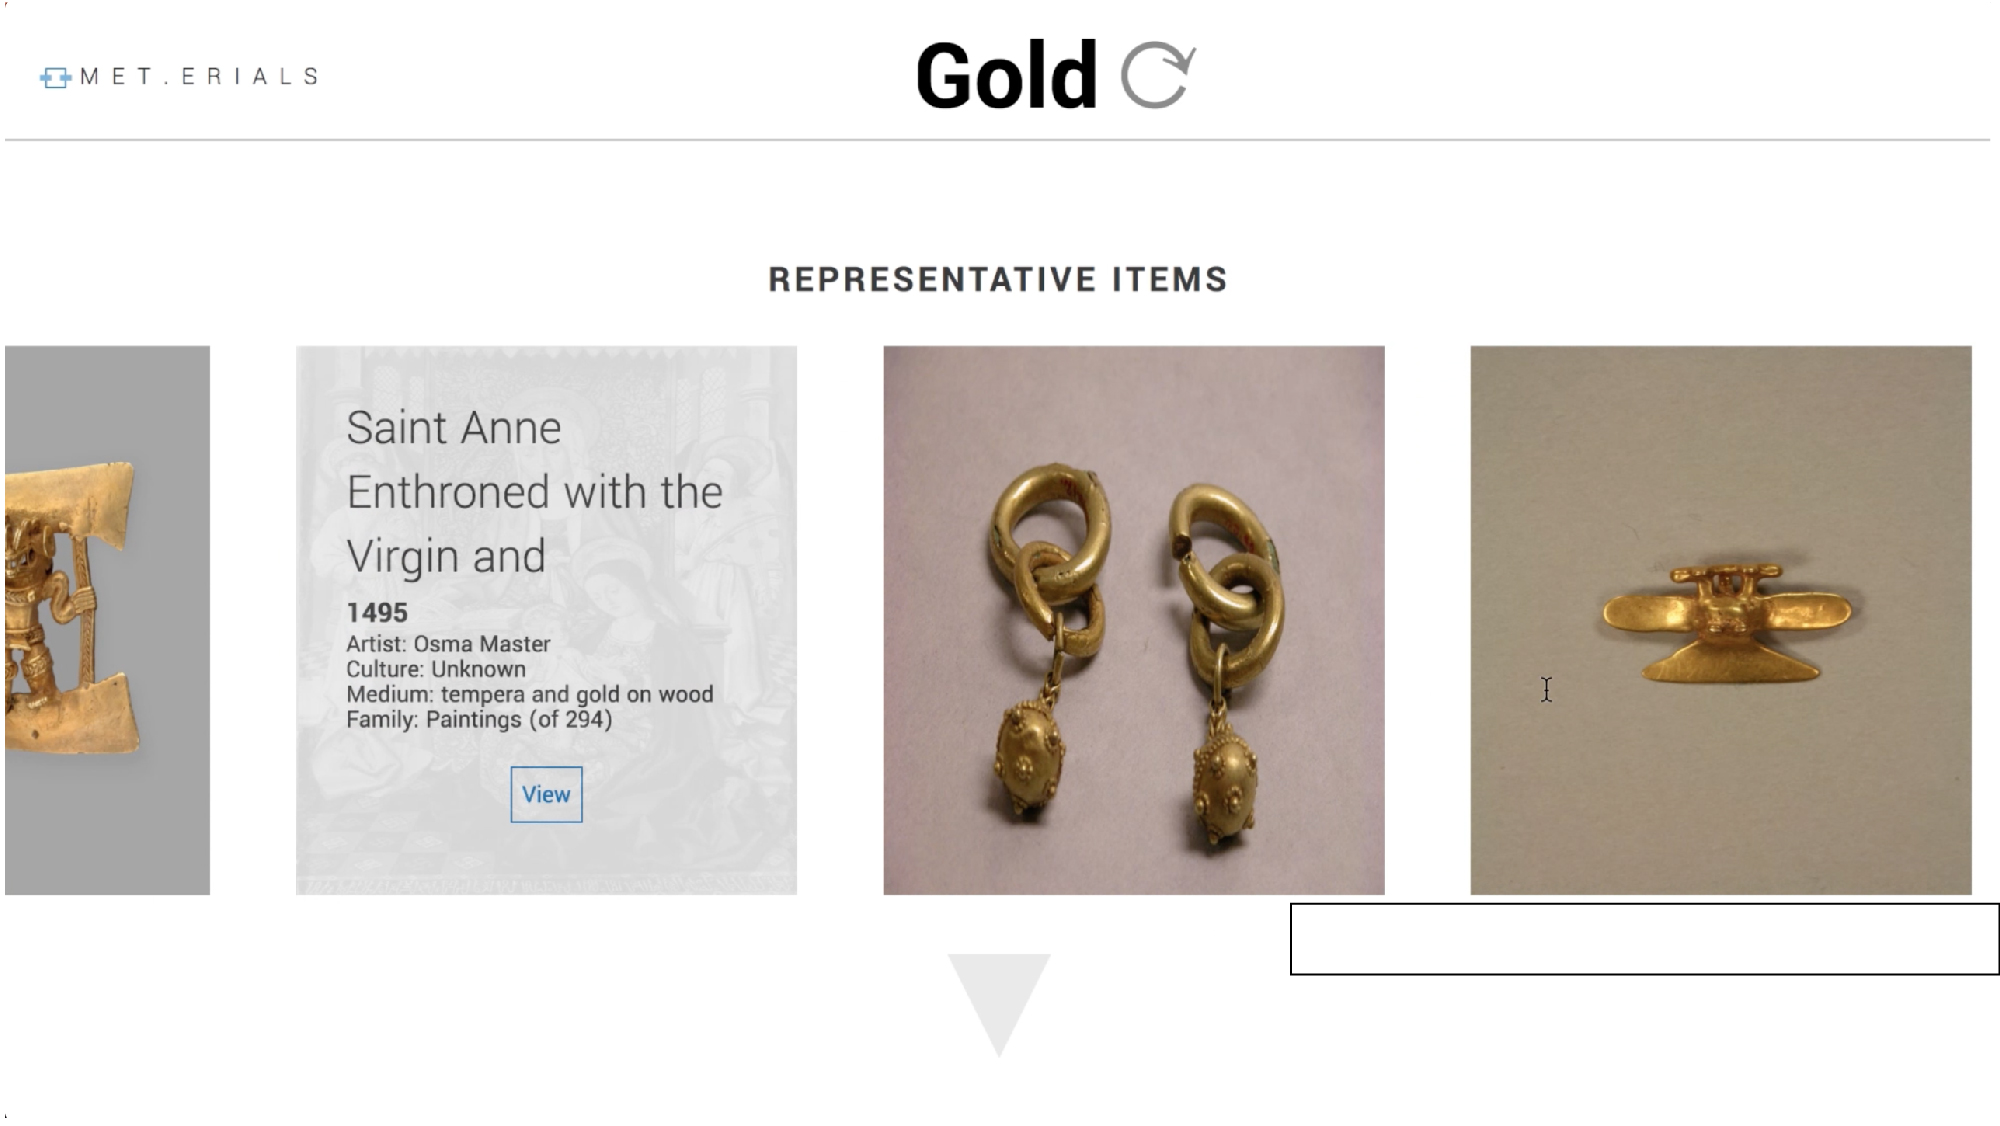 MET.ERIALS
Gold
REPRESENTATIVE ITEMS
Saint Anne
Enthroned with the
Virgin and
1495
Artist: Osma Master
Culture: Unknown
Medium: tempera and gold on wood
Family: Paintings (of 294)
View